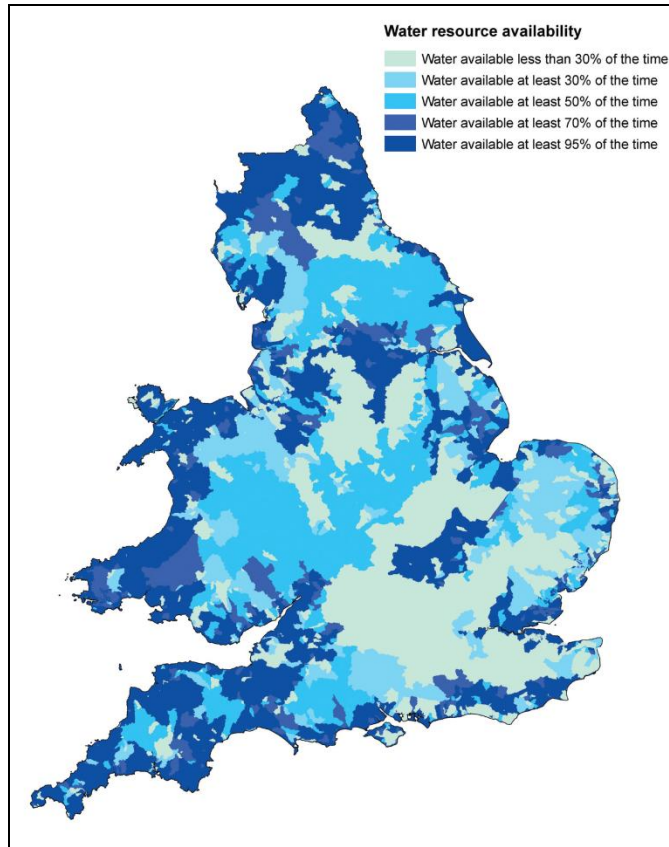 Water resource availability
Water available less than 30% of the time
Water available at least 30% of the time
Water available at least 50% of the time
Water available at least 70% of the time
Water available at least 95% of the time